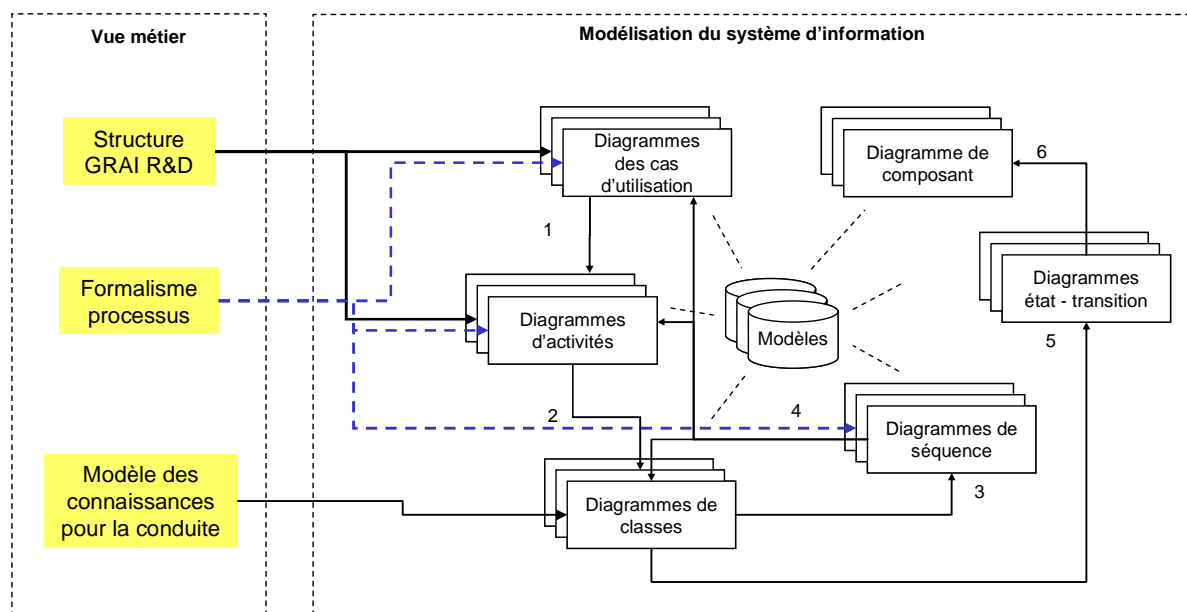 Vue métier
Modélisation du système d'information
Structure
GRAI R&D
Diagrammes
des cas
d'utilisation
Diagramme de
composant
6
1
Formalisme
processus
Diagrammes
d'activités
Modèles
Diagrammes
état - transition
5
2
4
Diagrammes de
séquence
3
Modèle des
connaissances
pour la conduite
Diagrammes de
classes